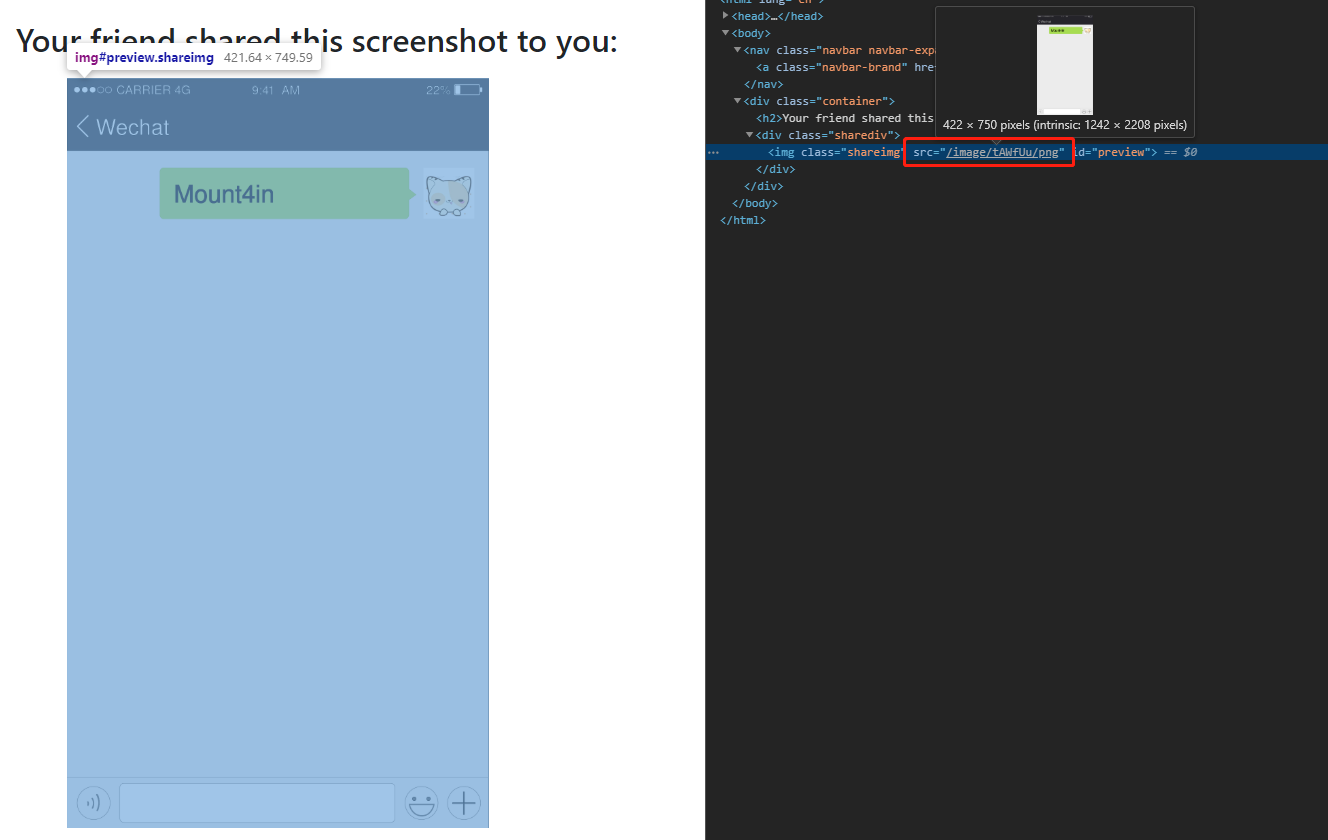 Your friend shared this screenshot to you:
img#preview.shareimg 421.64 × 749.59
CARRIER 4G 9:41 AM 22%
Wechat
Mount4in
<html lang="en">
<head>…</head>
<body>
<nav class="navbar navbar-expa
<a class="navbar-brand" hre
</nav>
<div class="container">
<h2>Your friend shared this
<div class="sharediv">
422 × 750 pixels (intrinsic: 1242 × 2208 pixels)
<img class="shareimg" src="/image/tAWfUu/png" id="preview"> == $0
</div>
</div>
</body>
</html>